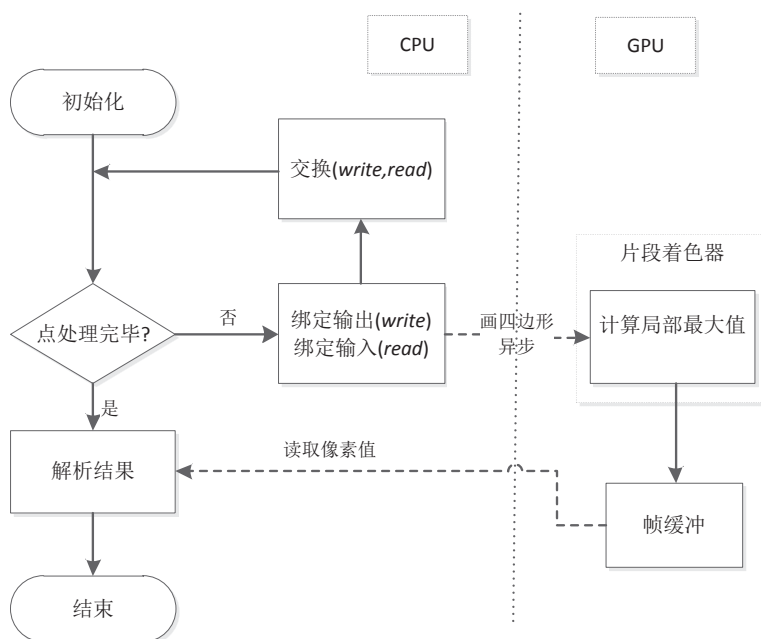 CPU
GPU
初始化
交换(write,read)
片段着色器
点处理完毕?
否
绑定输出(write)
绑定输入(read)
画四边形
异步
计算局部最大值
是
解析结果
读取像素值
帧缓冲
结束